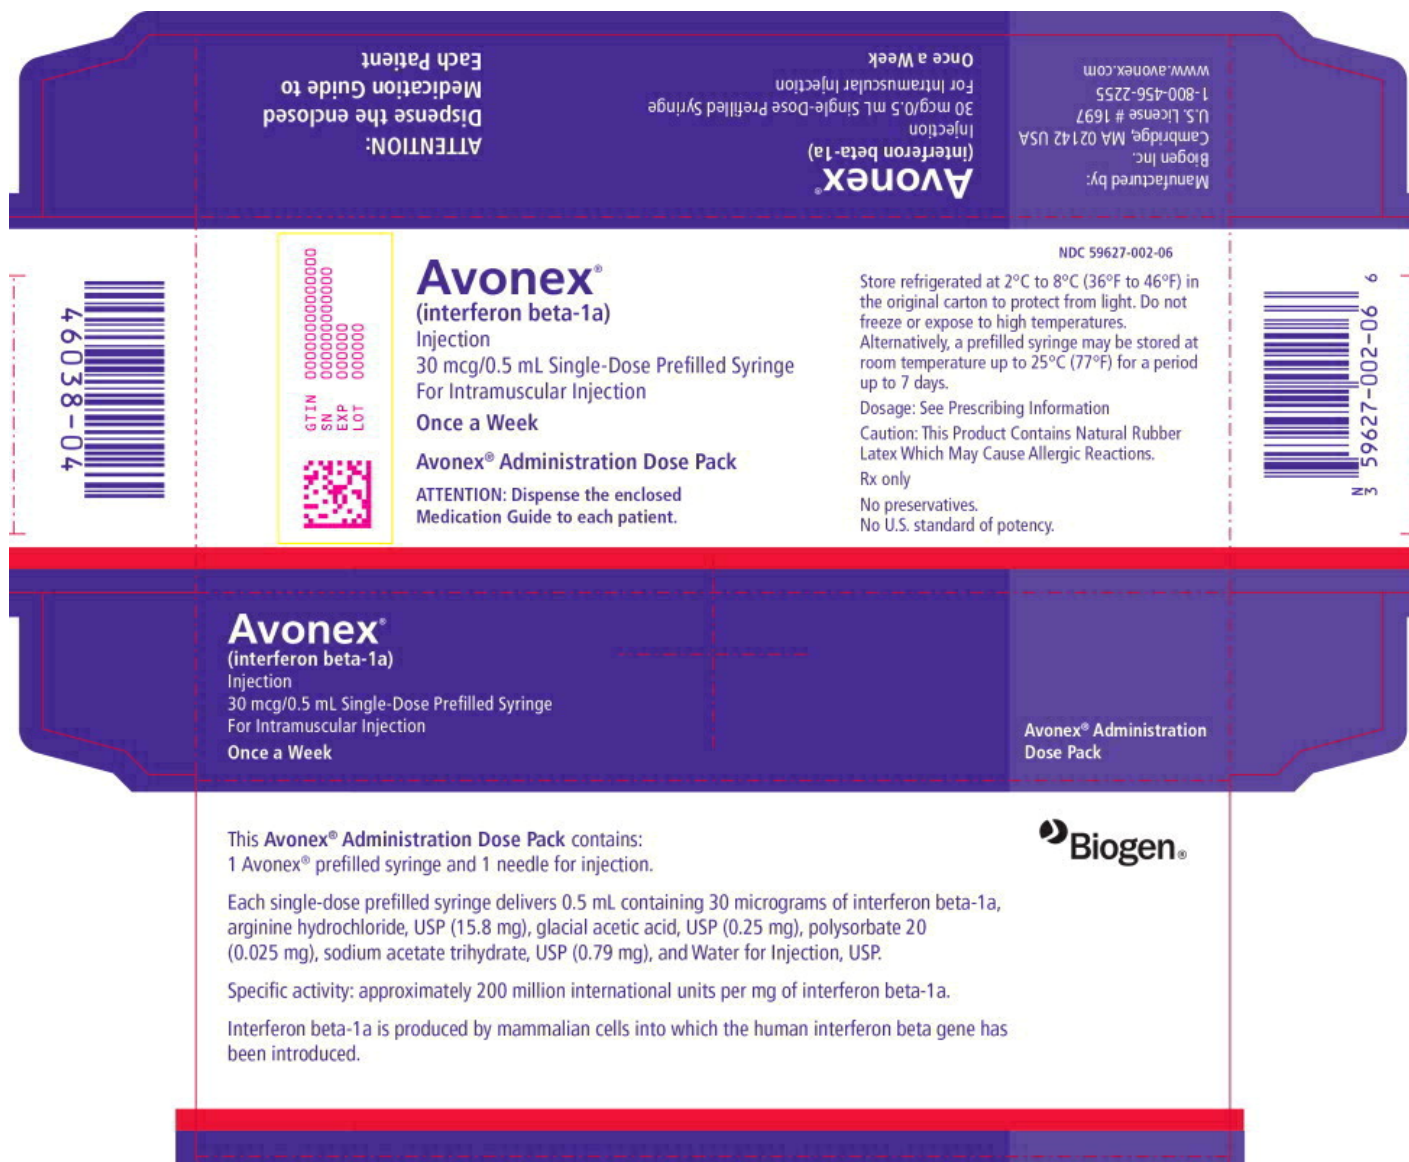 ATTENTION:
Dispense the enclosed
Medication Guide to
Each Patient
Avonex®
(interferon beta-1a)
Injection
30 mcg/0.5 mL Single-Dose Prefilled Syringe
For Intramuscular Injection
Once a Week
Manufactured by:
Biogen Inc.
Cambridge, MA 02142 USA
U.S. License # 1697
1-800-456-2255
www.avonex.com
46038-04
GTIN 00000000000000
SN 000000000000
EXP 000000
LOT 000000
Avonex®
(interferon beta-1a)
Injection
30 mcg/0.5 mL Single-Dose Prefilled Syringe
For Intramuscular Injection
Once a Week
Avonex® Administration Dose Pack
ATTENTION: Dispense the enclosed
Medication Guide to each patient.
NDC 59627-002-06
Store refrigerated at 2°C to 8°C (36°F to 46°F) in
the original carton to protect from light. Do not
freeze or expose to high temperatures.
Alternatively, a prefilled syringe may be stored at
room temperature up to 25°C (77°F) for a period
up to 7 days.
Dosage: See Prescribing Information
Caution: This Product Contains Natural Rubber
Latex Which May Cause Allergic Reactions.
Rx only
No preservatives.
No U.S. standard of potency.
N
3 59627-002-06 6
Avonex®
(interferon beta-1a)
Injection
30 mcg/0.5 mL Single-Dose Prefilled Syringe
For Intramuscular Injection
Once a Week
Avonex® Administration
Dose Pack
This Avonex® Administration Dose Pack contains:
1 Avonex® prefilled syringe and 1 needle for injection.
Biogen®
Each single-dose prefilled syringe delivers 0.5 mL containing 30 micrograms of interferon beta-1a,
arginine hydrochloride, USP (15.8 mg), glacial acetic acid, USP (0.25 mg), polysorbate 20
(0.025 mg), sodium acetate trihydrate, USP (0.79 mg), and Water for Injection, USP.
Specific activity: approximately 200 million international units per mg of interferon beta-1a.
Interferon beta-1a is produced by mammalian cells into which the human interferon beta gene has
been introduced.